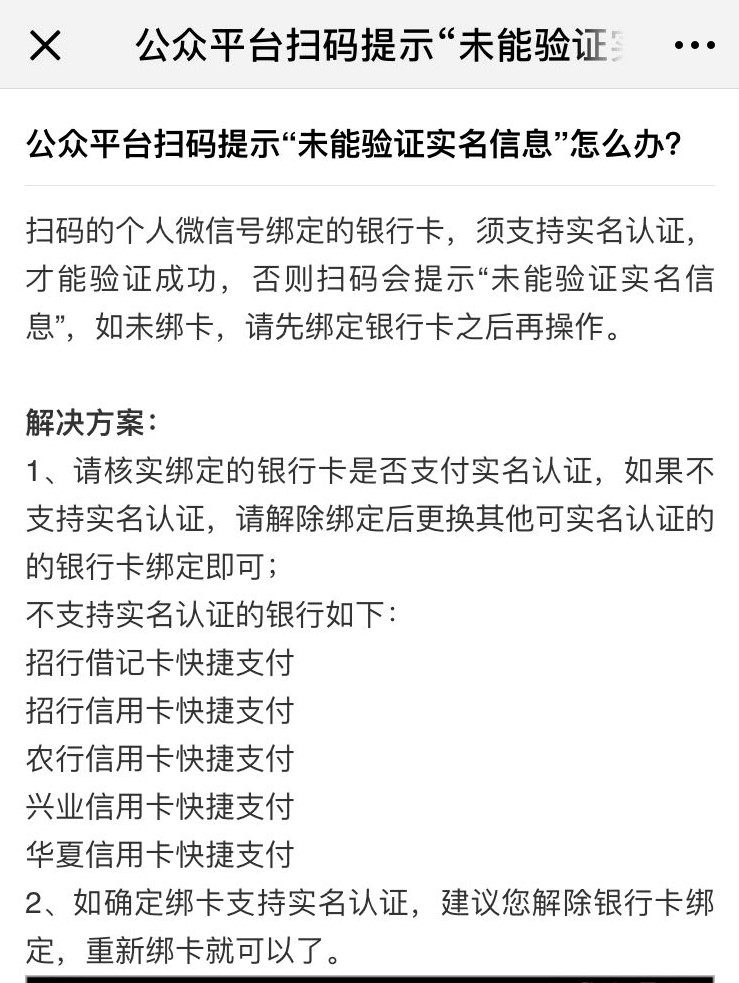 公众平台扫码提示“未能验证
公众平台扫码提示“未能验证实名信息”怎么办?
扫码的个人微信号绑定的银行卡，须支持实名认证，
才能验证成功，否则扫码会提示“未能验证实名信
息”，如未绑卡，请先绑定银行卡之后再操作。
解决方案：
1、请核实绑定的银行卡是否支付实名认证，如果不
支持实名认证，请解除绑定后更换其他可实名认证的
的银行卡绑定即可；
不支持实名认证的银行如下：
招行借记卡快捷支付
招行信用卡快捷支付
农行信用卡快捷支付
兴业信用卡快捷支付
华夏信用卡快捷支付
2、如确定绑卡支持实名认证，建议您解除银行卡绑
定，重新绑卡就可以了。